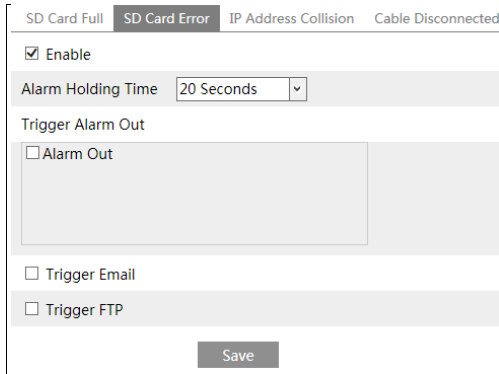 SD Card Full SD Card Error IP Address Collision Cable Disconnected
Enable
Alarm Holding Time 20 Seconds
Trigger Alarm Out
Alarm Out
Trigger Email
Trigger FTP
Save